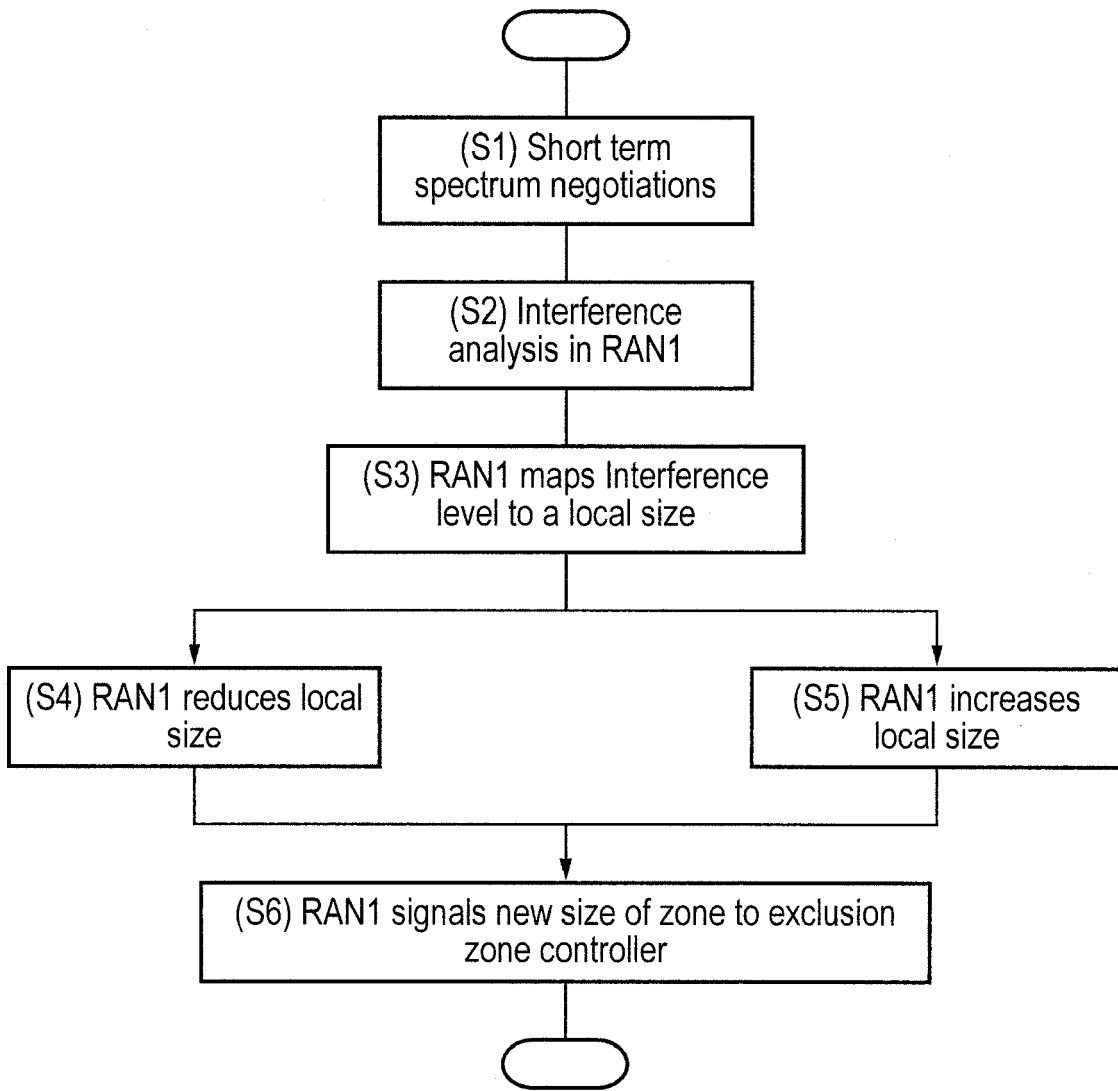 (S1) Short term
spectrum negotiations
(S2) Interference
analysis in RAN1
(S3) RAN1 maps Interference
level to a local size
(S4) RAN1 reduces local
size
(S5) RAN1 increases
local size
(S6) RAN1 signals new size of zone to exclusion
zone controller